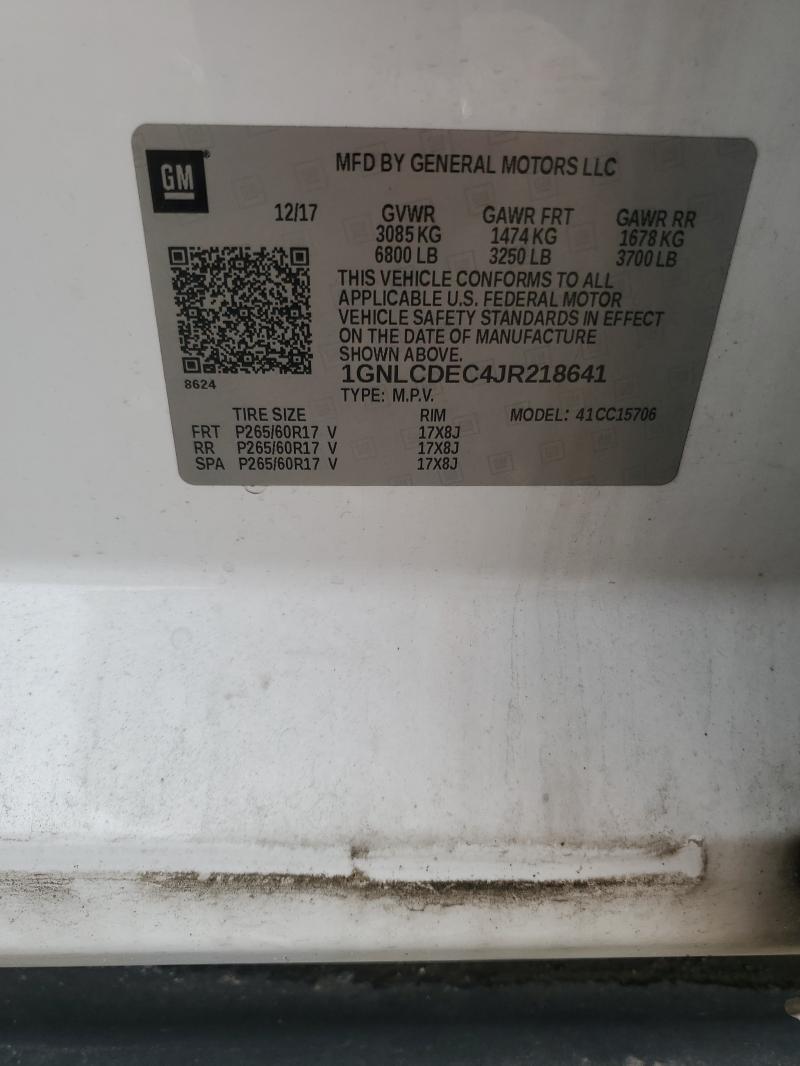 GM®
MFD BY GENERAL MOTORS LLC
12/17
GVWR GAWR FRT GAWR RR
3085 KG 1474 KG 1678 KG
6800 LB 3250 LB 3700 LB
THIS VEHICLE CONFORMS TO ALL
APPLICABLE U.S. FEDERAL MOTOR
VEHICLE SAFETY STANDARDS IN EFFECT
ON THE DATE OF MANUFACTURE
SHOWN ABOVE.
8624
1GNLCDEC4JR218641
TYPE: M.P.V.
TIRE SIZE RIM MODEL: 41CC15706
FRT P265/60R17 V 17X8J
RR P265/60R17 V 17X8J
SPA P265/60R17 V 17X8J